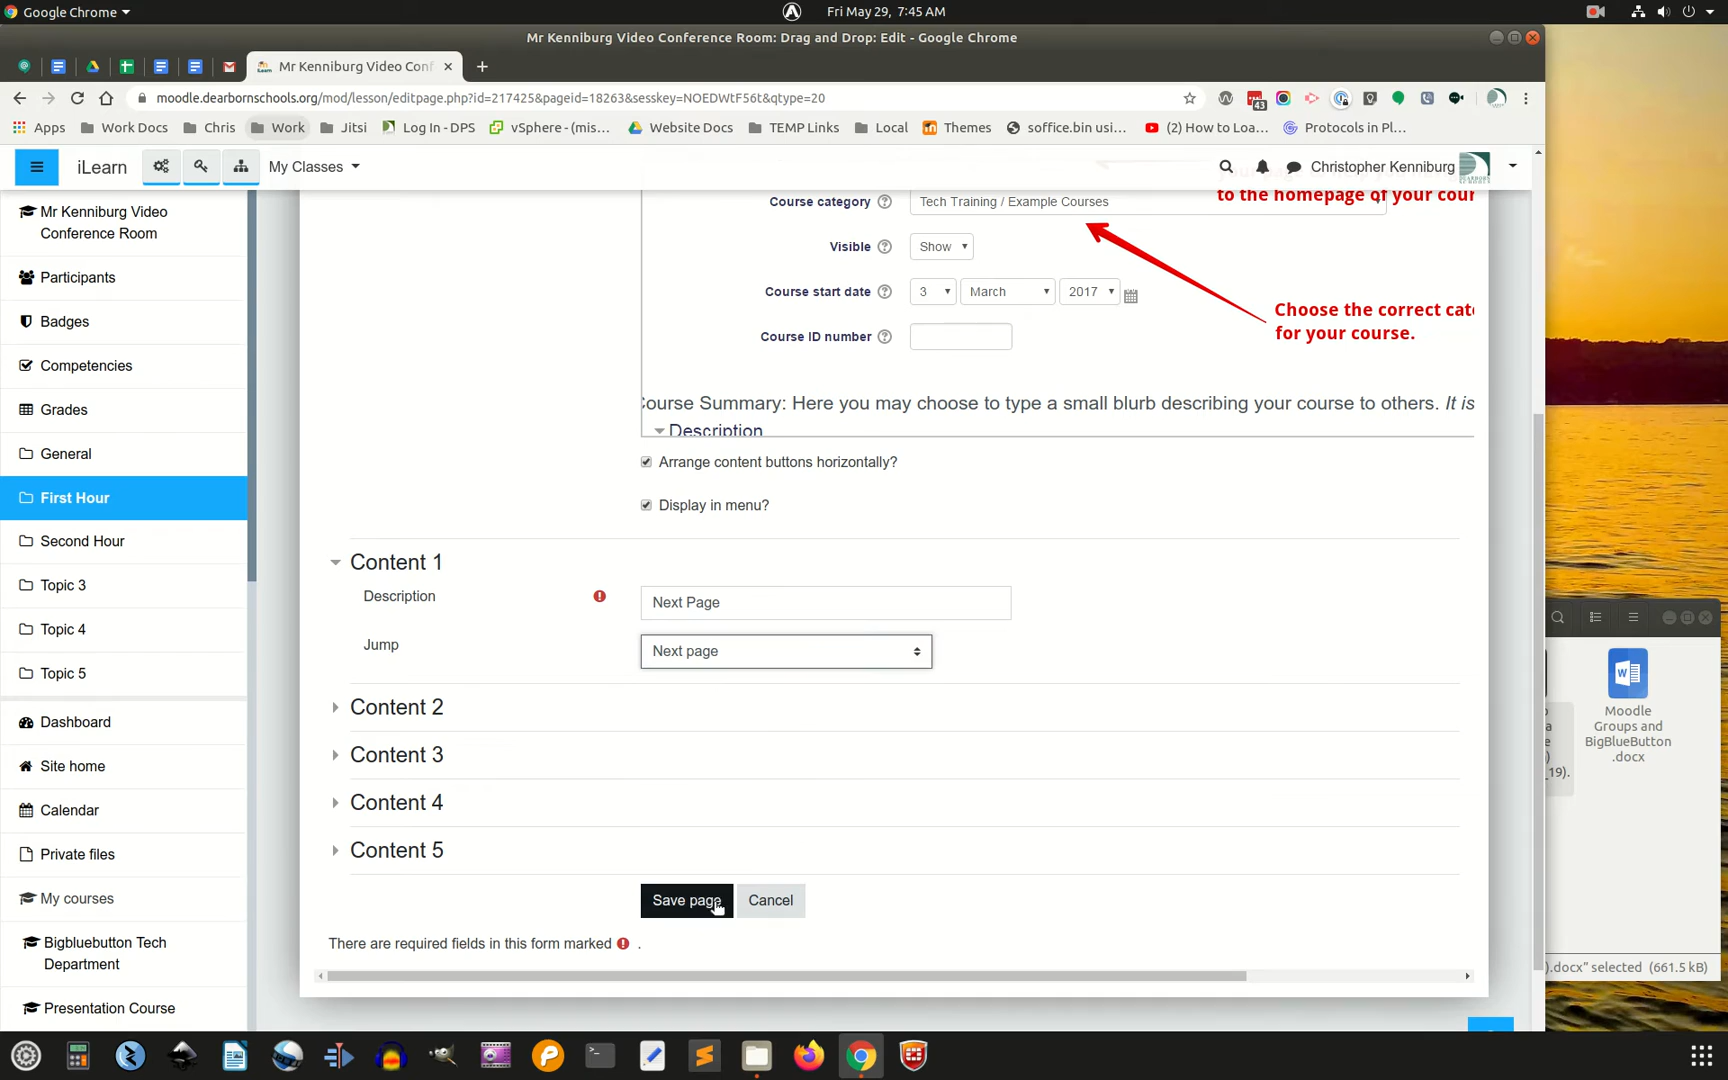 Google Chrome
Fri May 29, 7:45 AM
Mr Kenniburg Video Conference Room: Drag and Drop: Edit - Google Chrome
Mr Kenniburg Video Conf
moodle.dearbornschools.org/mod/lesson/editpage.php?id=217425&pageid=18263&sesskey=NOEDWtF56t&qtype=20
43
Apps
Work Docs
Chris
Work
Jitsi
Log In - DPS
vSphere - (mis...
Website Docs
TEMP Links
Local
Themes
soffice.bin usi...
(2) How to Loa...
Protocols in Pl...
iLearn
My Classes
Christopher Kenniburg
Mr Kenniburg Video
Conference Room
Participants
Badges
Competencies
Grades
General
First Hour
Second Hour
Topic 3
Topic 4
Topic 5
Dashboard
Site home
Calendar
Private files
My courses
Bigbluebutton Tech
Department
Presentation Course
to the homepage of your cour
Course category
Tech Training / Example Courses
Visible
Show
Course start date
3
March
2017
Course ID number
Choose the correct cate
for your course.
Course Summary: Here you may choose to type a small blurb describing your course to others. It is
Description
Arrange content buttons horizontally?
Display in menu?
Content 1
Description
Next Page
Jump
Next page
Content 2
Content 3
Content 4
Content 5
Save page
Cancel
There are required fields in this form marked .
Moodle
Groups and
BigBlueButton
.docx
_19).
).docx" selected (661.5 kB)